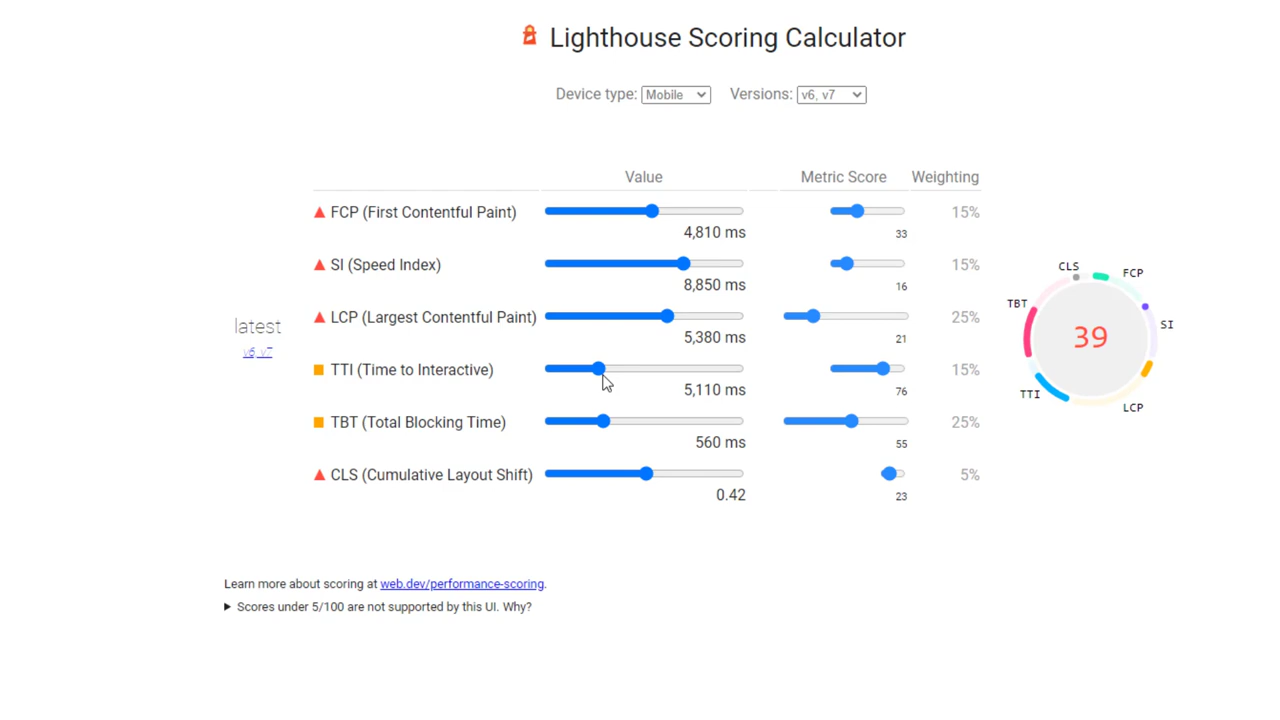 Lighthouse Scoring Calculator
Device type: Mobile Versions: v6, v7
Value Metric Score Weighting
FCP (First Contentful Paint) 15%
4,810 ms 33
SI (Speed Index) 15%
8,850 ms 16
LCP (Largest Contentful Paint) 25%
5,380 ms 21
TTI (Time to Interactive) 15%
5,110 ms 76
TBT (Total Blocking Time) 25%
560 ms 55
CLS (Cumulative Layout Shift) 5%
0.42 23
latest
v6, v7
CLS
FCP
TBT
SI
39
TTI
LCP
Learn more about scoring at web.dev/performance-scoring.
Scores under 5/100 are not supported by this UI. Why?